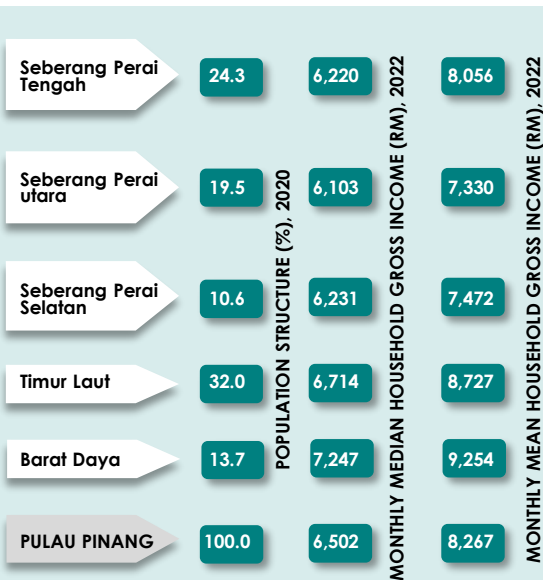 Seberang Perai
Tengah
24.3
6,220
8,056
Seberang Perai
utara
19.5
6,103
7,330
Seberang Perai
Selatan
10.6
6,231
7,472
Timur Laut
32.0
6,714
8,727
Barat Daya
13.7
7,247
9,254
PULAU PINANG
100.0
6,502
8,267
POPULATION STRUCTURE (%), 2020
MONTHLY MEDIAN HOUSEHOLD GROSS INCOME (RM), 2022
MONTHLY MEAN HOUSEHOLD GROSS INCOME (RM), 2022